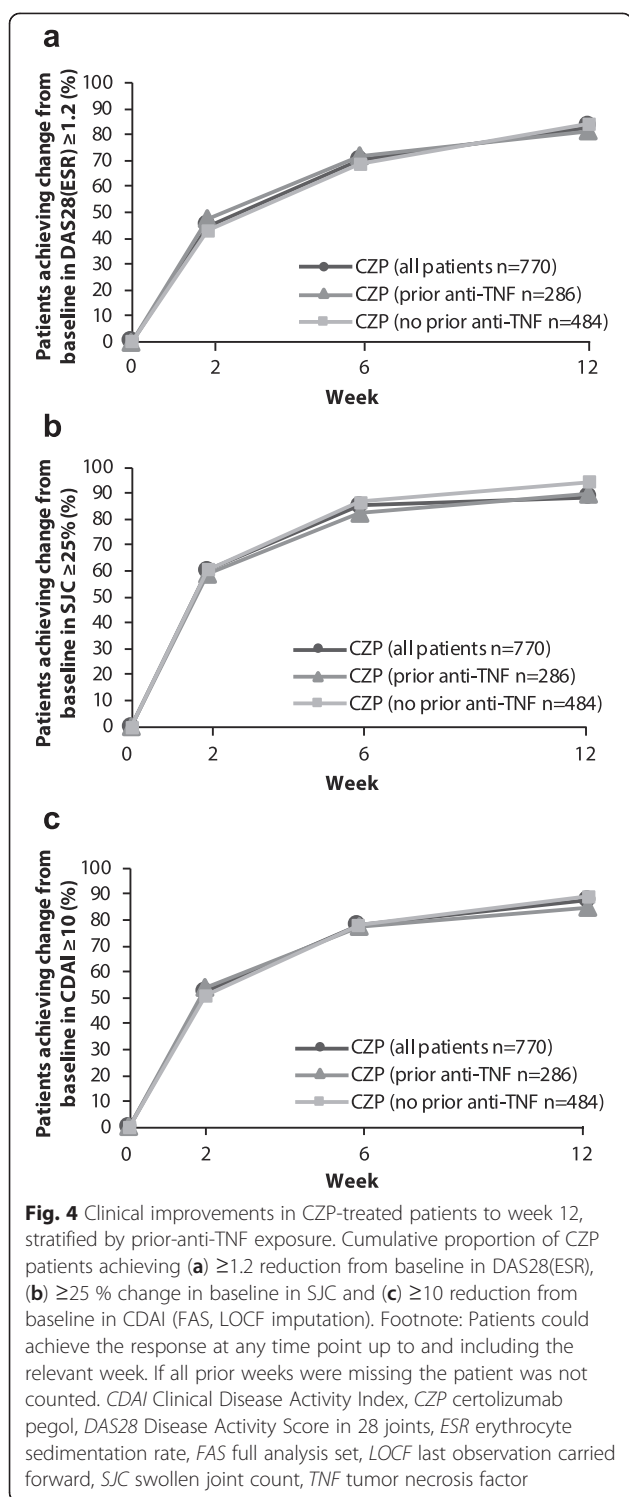 a
Patients achieving change from
baseline in DAS28(ESR) ≥1.2 (%)
100
90
80
70
60
50
40
30
20
10
0
CZP (all patients n=770)
CZP (prior anti-TNF n=286)
CZP (no prior anti-TNF n=484)
0 2 6 12
Week
b
Patients achieving change from
baseline in SJC ≥25% (%)
100
90
80
70
60
50
40
30
20
10
0
CZP (all patients n=770)
CZP (prior anti-TNF n=286)
CZP (no prior anti-TNF n=484)
0 2 6 12
Week
c
Patients achieving change from
baseline in CDAI ≥10 (%)
100
90
80
70
60
50
40
30
20
10
0
CZP (all patients n=770)
CZP (prior anti-TNF n=286)
CZP (no prior anti-TNF n=484)
0 2 6 12
Week
Fig. 4 Clinical improvements in CZP-treated patients to week 12,
stratified by prior-anti-TNF exposure. Cumulative proportion of CZP
patients achieving (a) ≥1.2 reduction from baseline in DAS28(ESR),
(b) ≥25 % change in baseline in SJC and (c) ≥10 reduction from
baseline in CDAI (FAS, LOCF imputation). Footnote: Patients could
achieve the response at any time point up to and including the
relevant week. If all prior weeks were missing the patient was not
counted. CDAI Clinical Disease Activity Index, CZP certolizumab
pegol, DAS28 Disease Activity Score in 28 joints, ESR erythrocyte
sedimentation rate, FAS full analysis set, LOCF last observation carried
forward, SJC swollen joint count, TNF tumor necrosis factor